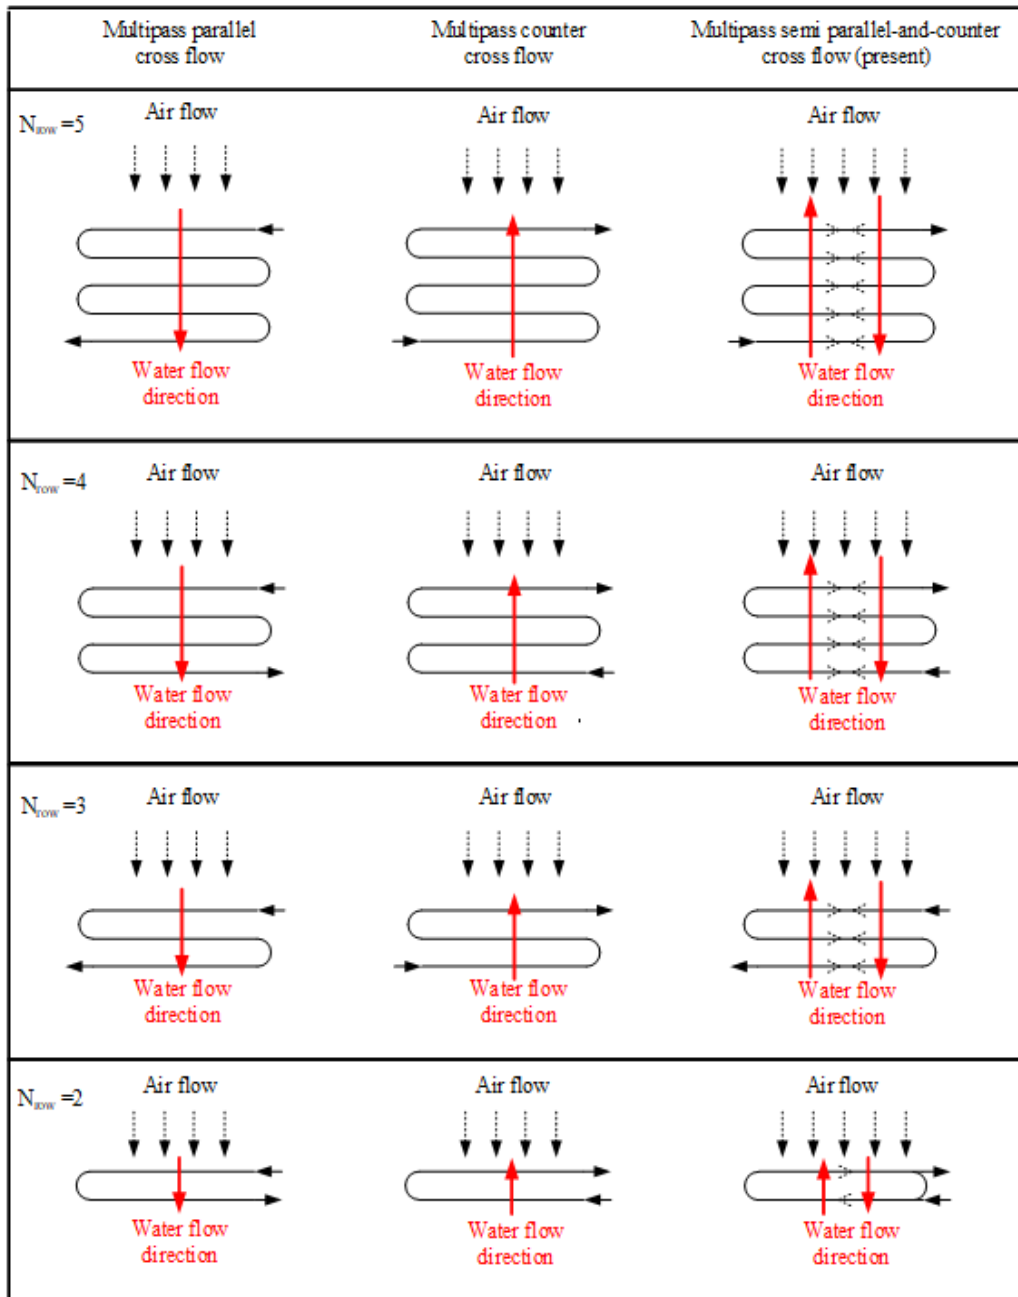 Multipass parallel
cross flow
Multipass counter
cross flow
Multipass semi parallel-and-counter
cross flow (present)
N_row =5
Air flow
Air flow
Air flow
Water flow
direction
Water flow
direction
Water flow
direction
N_row =4
Air flow
Air flow
Air flow
Water flow
direction
Water flow
direction
Water flow
direction
N_row =3
Air flow
Air flow
Air flow
Water flow
direction
Water flow
direction
Water flow
direction
N_row =2
Air flow
Air flow
Air flow
Water flow
direction
Water flow
direction
Water flow
direction